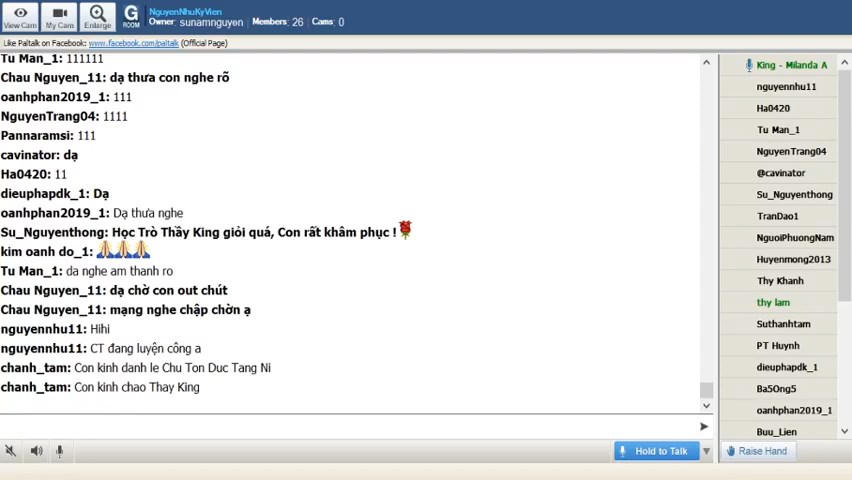 View Cam
My Cam
Enlarge
G
ROOM
NguyenNhuKyVien
Owner: sunamnguyen Members: 26 Cams: 0
Like Paltalk on Facebook: www.facebook.com/paltalk (Official Page)
Tu Man_1: 111111
Chau Nguyen_11: dạ thưa con nghe rõ
oanhphan2019_1: 111
NguyenTrang04: 1111
Pannaramsi: 111
cavinator: dạ
Ha0420: 11
dieuphapdk_1: Dạ
oanhphan2019_1: Dạ thưa nghe
Su_Nguyenthong: Học Trò Thầy King giỏi quá, Con rất khâm phục !
kim oanh do_1:
Tu Man_1: da nghe am thanh ro
Chau Nguyen_11: dạ chờ con out chút
Chau Nguyen_11: mạng nghe chập chờn ạ
nguyennhu11: Hihi
nguyennhu11: CT đang luyện công a
chanh_tam: Con kinh danh le Chu Ton Duc Tang Ni
chanh_tam: Con kinh chao Thay King
Hold to Talk
King - Milanda A
nguyennhu11
Ha0420
Tu Man_1
NguyenTrang04
@cavinator
Su_Nguyenthong
TranDao1
NguoiPhuongNam
Huyenmong2013
Thy Khanh
thy lam
Suthanhtam
PT Huynh
dieuphapdk_1
Ba5Ong5
oanhphan2019_1
Buu_Lien
Raise Hand